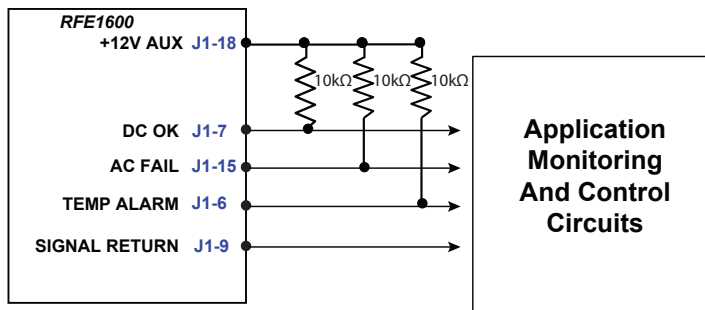 RFE1600
+12V AUX J1-18
10kΩ 10kΩ 10kΩ
DC OK J1-7
AC FAIL J1-15
TEMP ALARM J1-6
SIGNAL RETURN J1-9
Application
Monitoring
And Control
Circuits